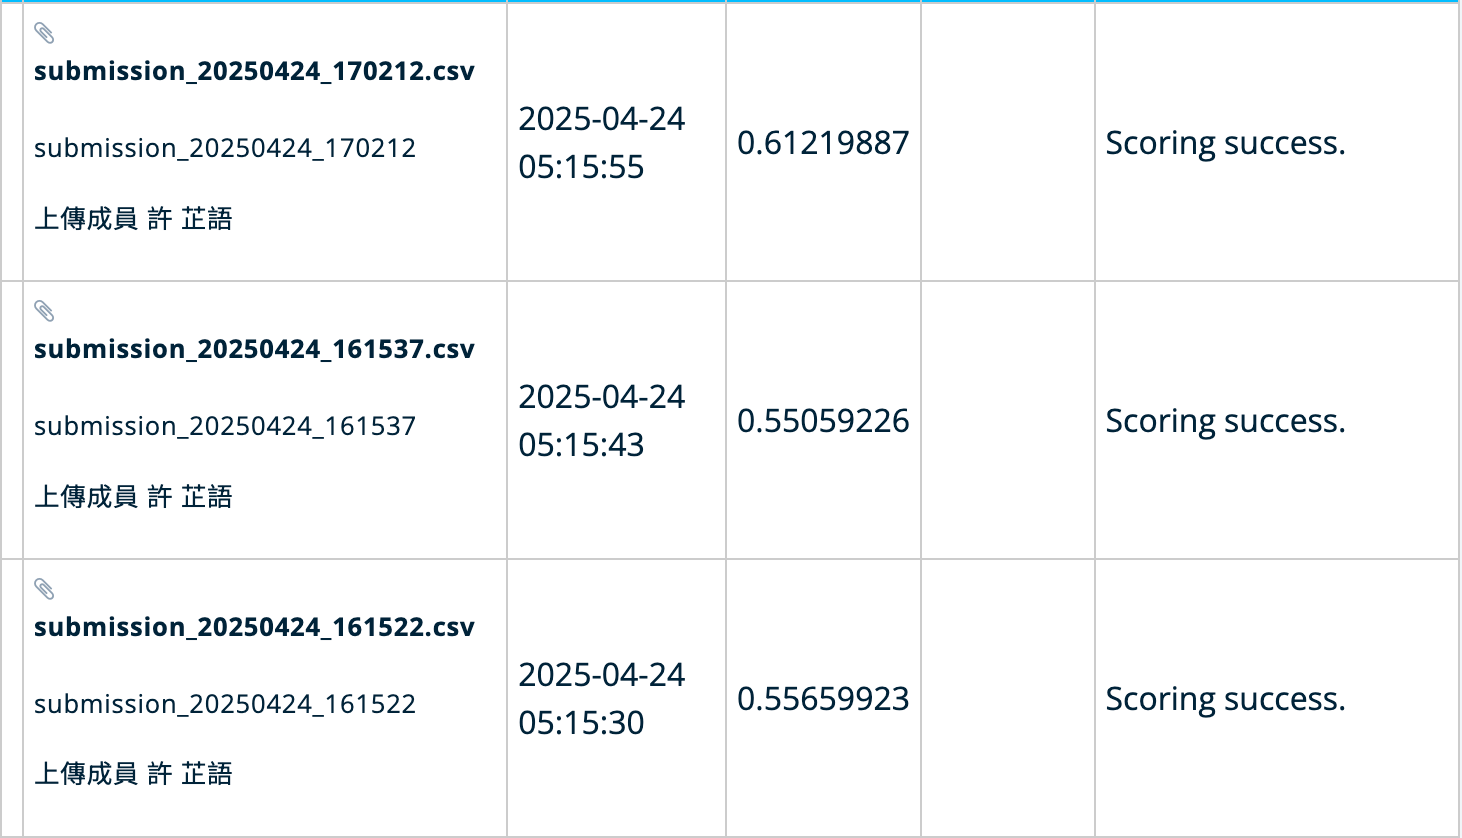 submission_20250424_170212.csv
submission_20250424_170212
上傳成員 許 芷語
2025-04-24
05:15:55
0.61219887
Scoring success.
submission_20250424_161537.csv
submission_20250424_161537
上傳成員 許 芷語
2025-04-24
05:15:43
0.55059226
Scoring success.
submission_20250424_161522.csv
submission_20250424_161522
上傳成員 許 芷語
2025-04-24
05:15:30
0.55659923
Scoring success.